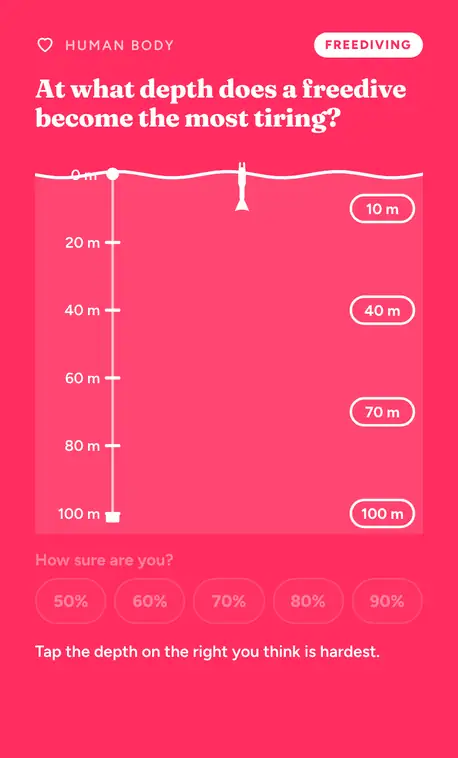 HUMAN BODY
FREEDIVING
At what depth does a freedive
become the most tiring?
0 m
10 m
20 m
40 m
40 m
60 m
70 m
80 m
100 m
100 m
How sure are you?
50%
60%
70%
80%
90%
Tap the depth on the right you think is hardest.